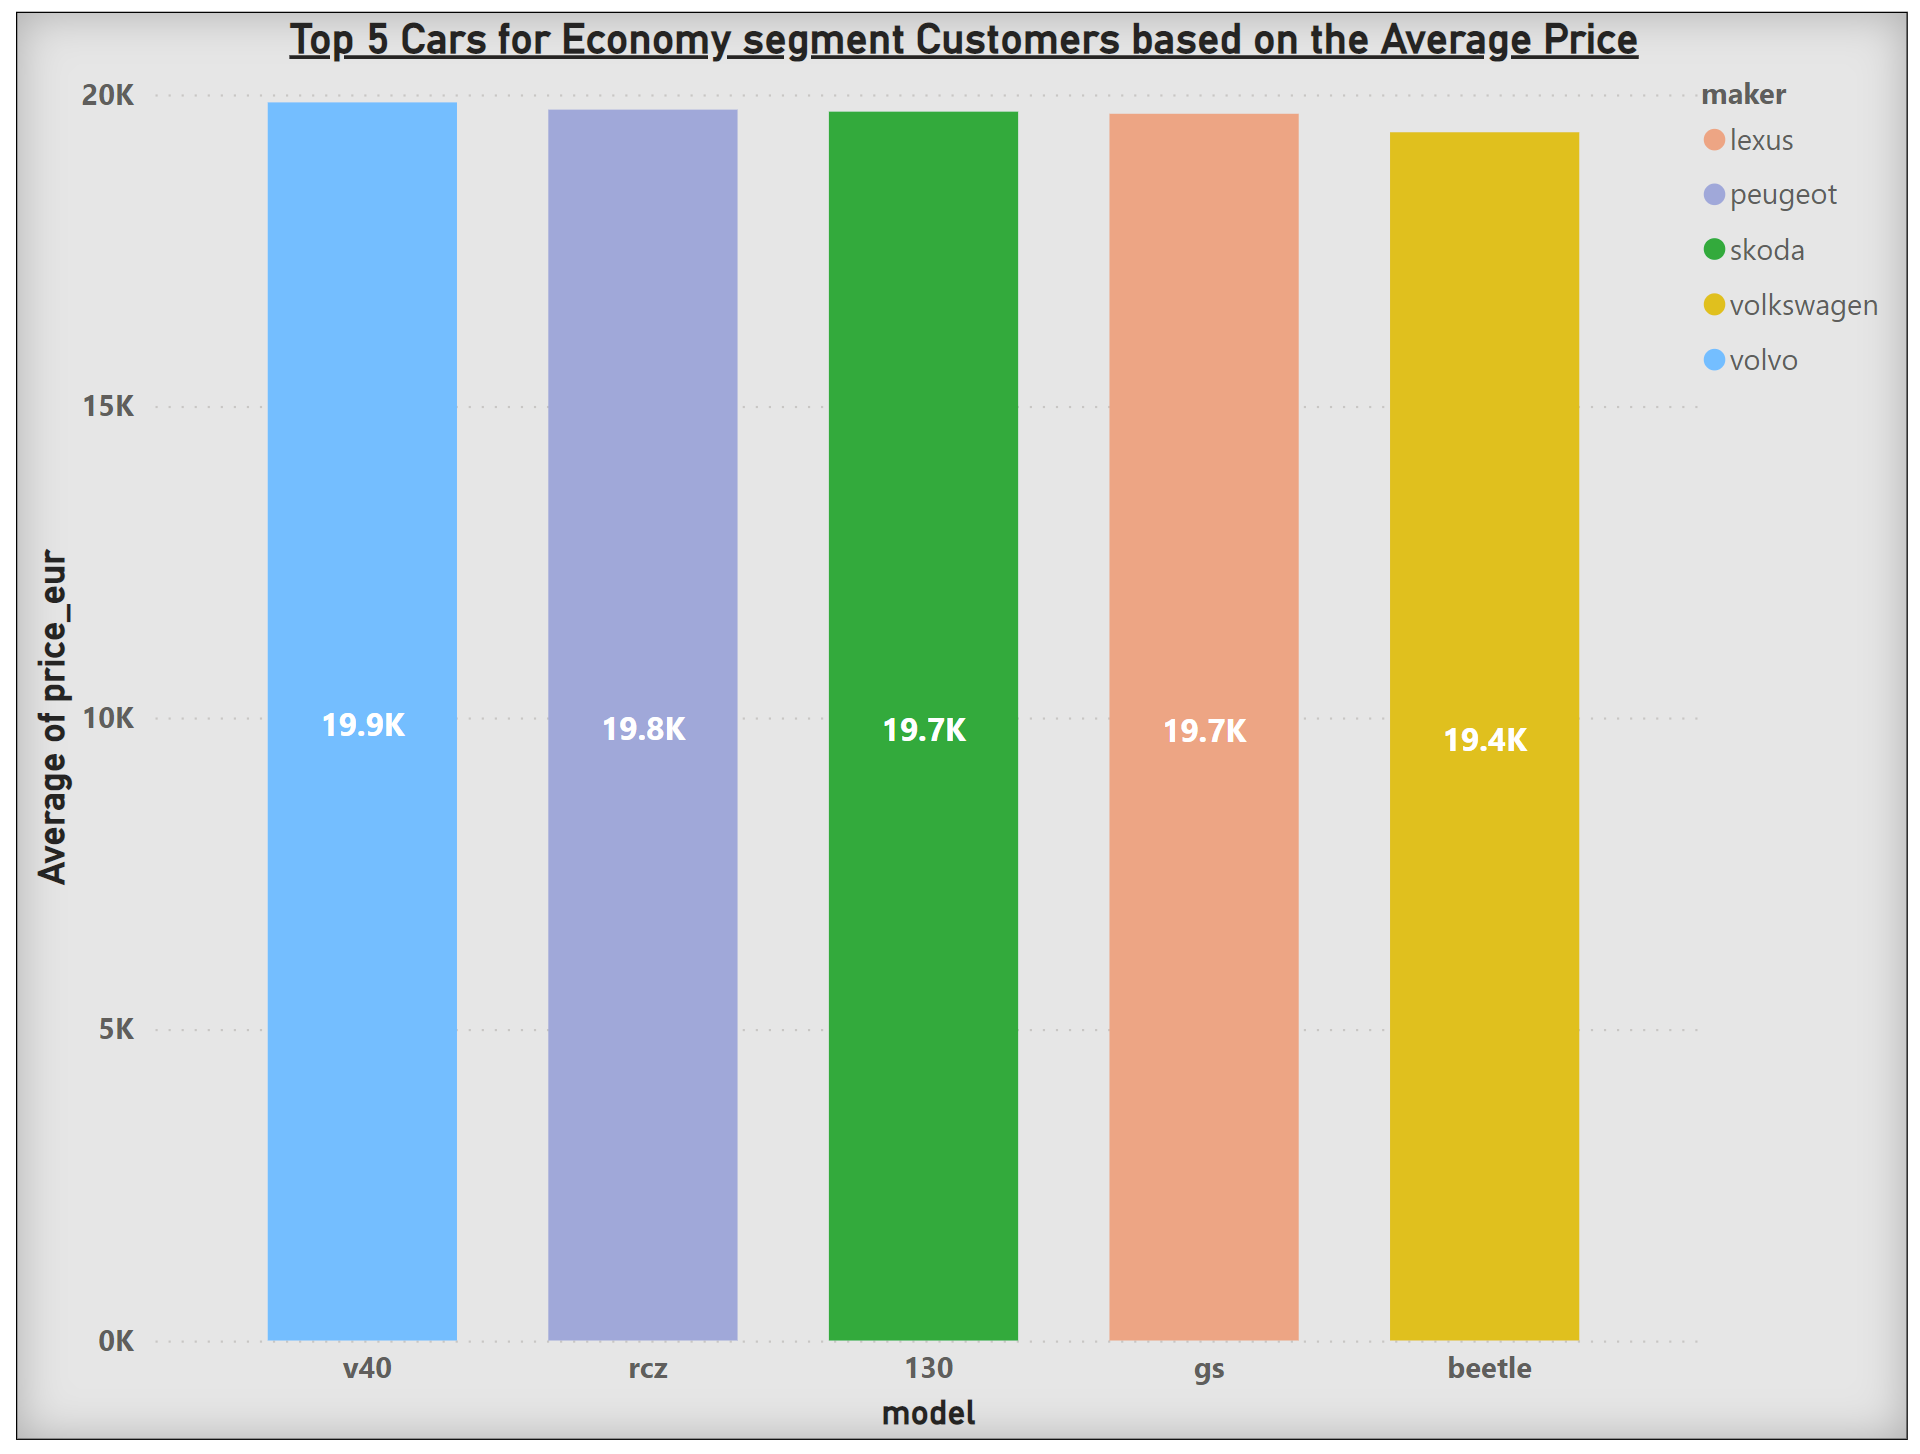 Top 5 Cars for Economy segment Customers based on the Average Price
maker
lexus
peugeot
skoda
volkswagen
volvo
Average of price_eur
20K
15K
10K
5K
0K
19.9K
19.8K
19.7K
19.7K
19.4K
v40
rcz
130
gs
beetle
model